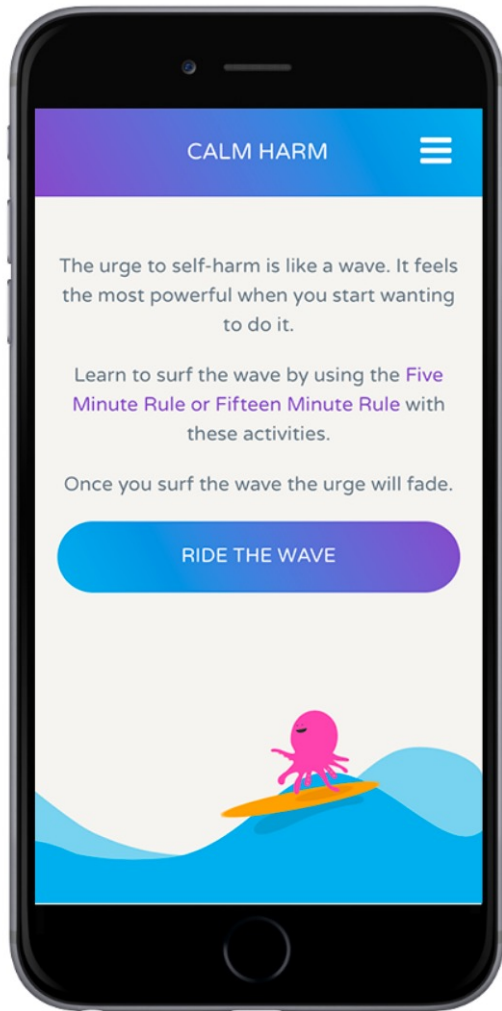 CALM HARM
The urge to self-harm is like a wave. It feels
the most powerful when you start wanting
to do it.
Learn to surf the wave by using the Five
Minute Rule or Fifteen Minute Rule with
these activities.
Once you surf the wave the urge will fade.
RIDE THE WAVE